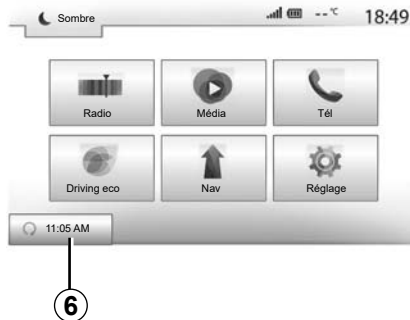 Sombre
--°C
18:49
Radio
Média
Tél
Driving eco
Nav
Réglage
11:05 AM
6